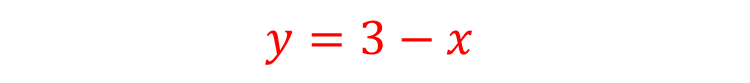 y = 3 − x